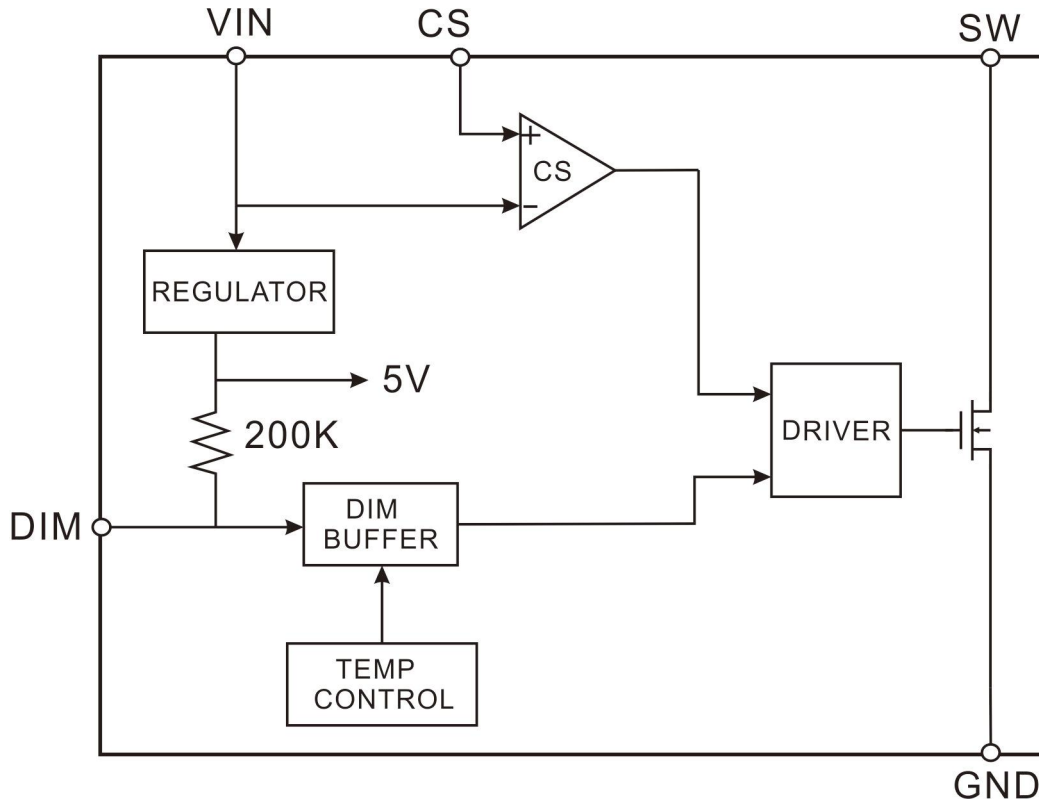 VIN
CS
SW
+
CS
−
REGULATOR
5V
200K
DRIVER
DIM
DIM
BUFFER
TEMP
CONTROL
GND